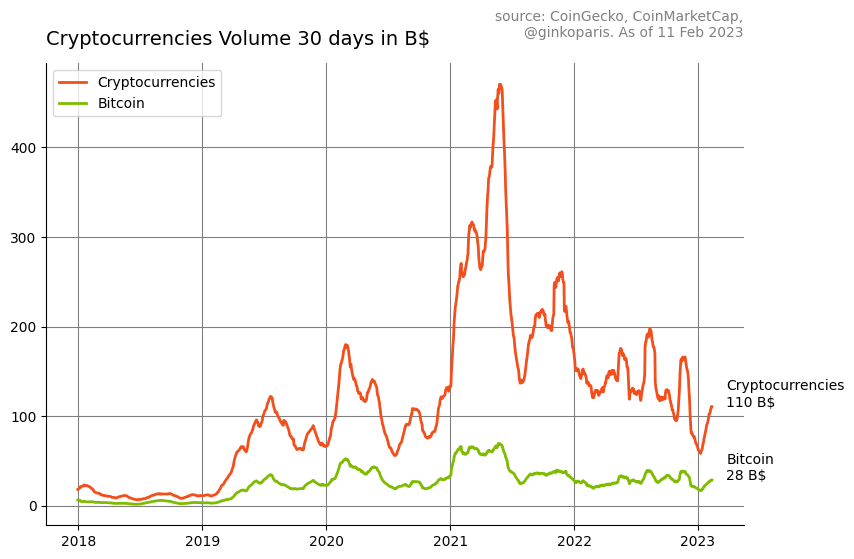 source: CoinGecko, CoinMarketCap,
@ginkoparis. As of 11 Feb 2023
Cryptocurrencies Volume 30 days in B$
Cryptocurrencies
Bitcoin
400
300
200
100
0
Cryptocurrencies
110 B$
Bitcoin
28 B$
2018
2019
2020
2021
2022
2023